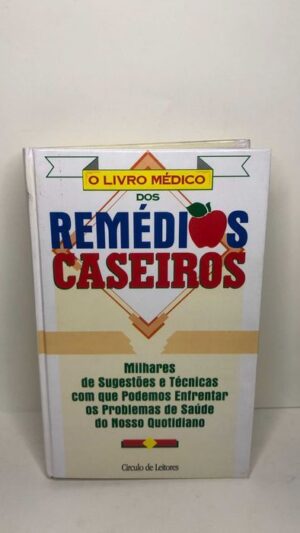 O LIVRO MÉDICO
DOS
REMÉDIOS
CASEIROS
Milhares
de Sugestões e Técnicas
com que Podemos Enfrentar
os Problemas de Saúde
do Nosso Quotidiano
Círculo de Leitores